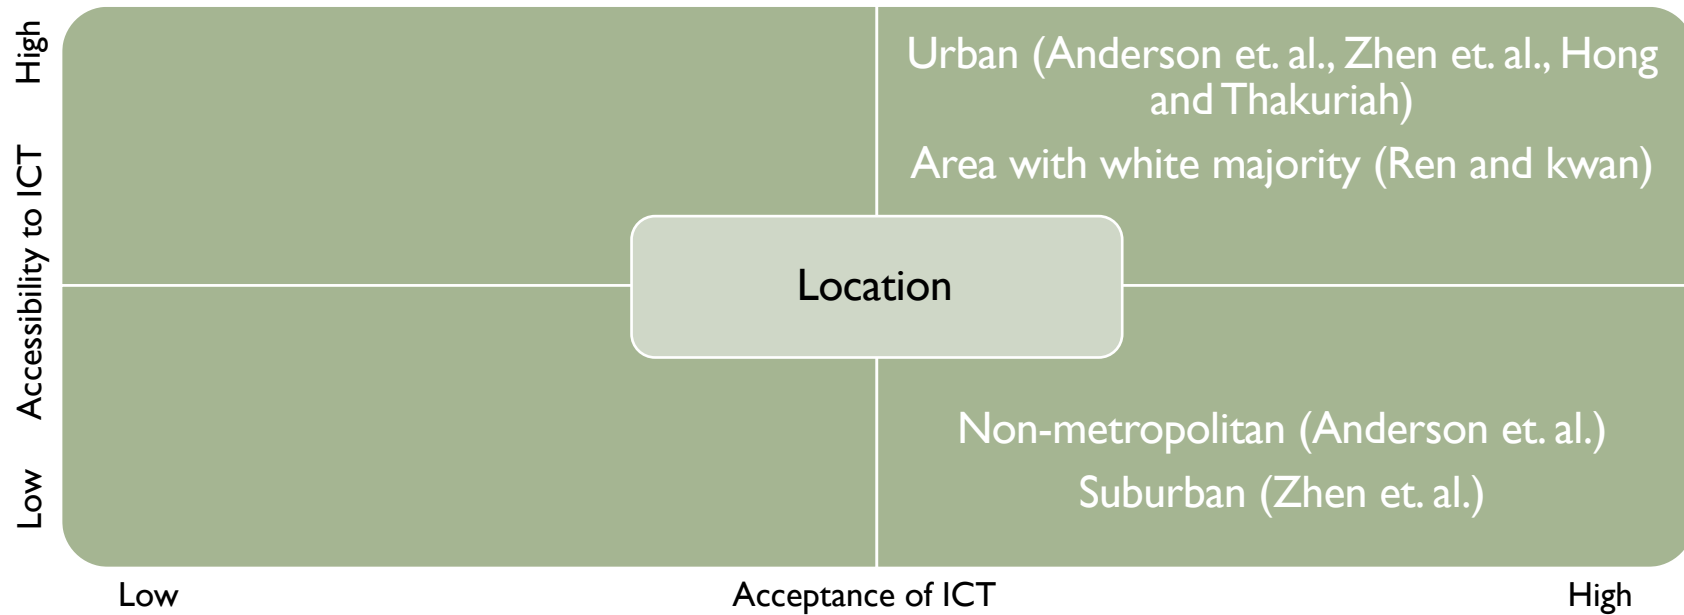 High
Accessibility to ICT
Low
Urban (Anderson et. al., Zhen et. al., Hong
and Thakuriah)
Area with white majority (Ren and kwan)
Location
Non-metropolitan (Anderson et. al.)
Suburban (Zhen et. al.)
Low
Acceptance of ICT
High